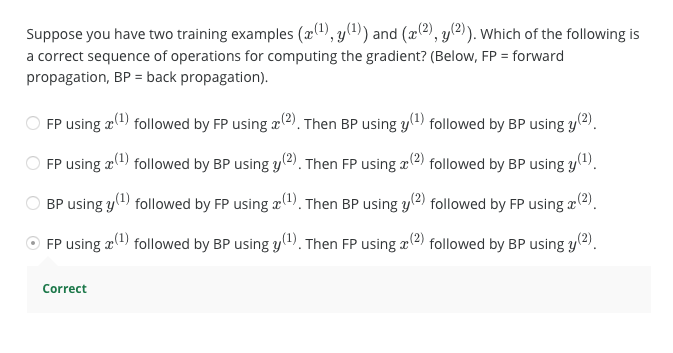 Suppose you have two training examples (x⁽¹⁾, y⁽¹⁾) and (x⁽²⁾, y⁽²⁾). Which of the following is
a correct sequence of operations for computing the gradient? (Below, FP = forward
propagation, BP = back propagation).
FP using x⁽¹⁾ followed by FP using x⁽²⁾. Then BP using y⁽¹⁾ followed by BP using y⁽²⁾.
FP using x⁽¹⁾ followed by BP using y⁽²⁾. Then FP using x⁽²⁾ followed by BP using y⁽¹⁾.
BP using y⁽¹⁾ followed by FP using x⁽¹⁾. Then BP using y⁽²⁾ followed by FP using x⁽²⁾.
FP using x⁽¹⁾ followed by BP using y⁽¹⁾. Then FP using x⁽²⁾ followed by BP using y⁽²⁾.
Correct